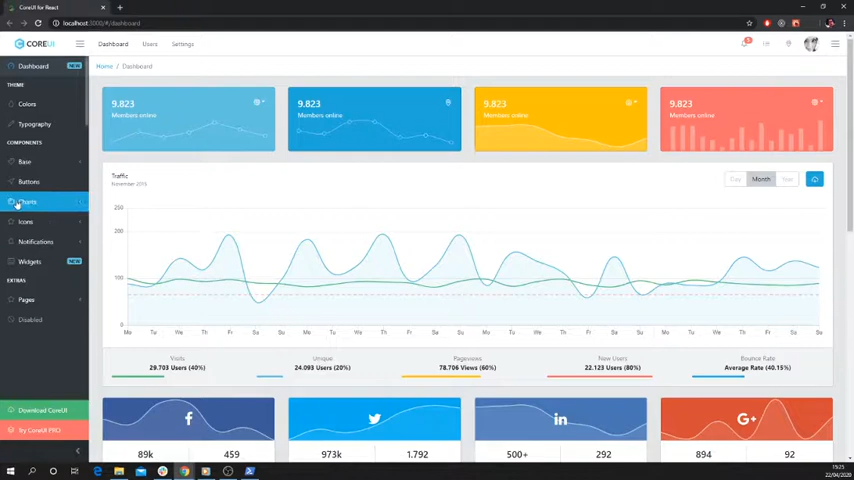 CoreUI for React
localhost:3000/#/dashboard
COREUI
Dashboard
Users
Settings
5
Dashboard
NEW
THEME
Colors
Typography
COMPONENTS
Base
Buttons
Charts
Icons
Notifications
Widgets
NEW
EXTRAS
Pages
Disabled
Download CoreUI
Try CoreUI PRO
Home / Dashboard
9.823
Members online
9.823
Members online
9.823
Members online
9.823
Members online
Traffic
November 2015
Day
Month
Year
250
200
100
0
Mo Tu We Th Fr Sa Su Mo Tu We Th Fr Sa Su Mo Tu We Th Fr Sa Su Mo Tu We Th Fr Sa Su
Visits
29.703 Users (40%)
Unique
24.093 Users (20%)
Pageviews
78.706 Views (60%)
New Users
22.123 Users (80%)
Bounce Rate
Average Rate (40.15%)
89k
459
973k
1.792
500+
292
894
92
15:25
22/04/2020